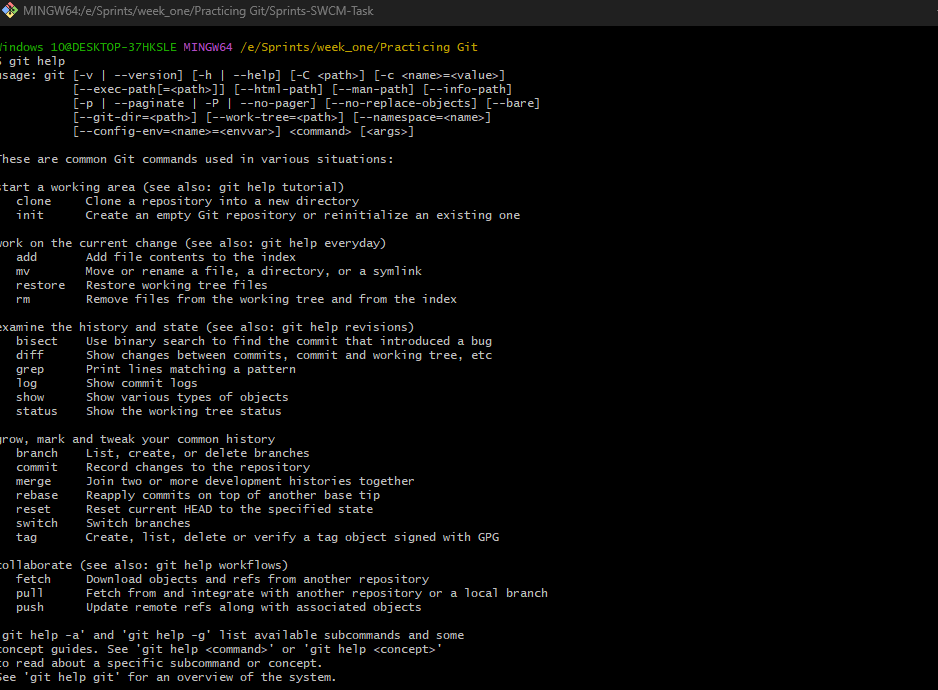 MINGW64:/e/Sprints/week_one/Practicing Git/Sprints-SWCM-Task
Windows 10@DESKTOP-37HKSLE MINGW64 /e/Sprints/week_one/Practicing Git
$ git help
usage: git [-v | --version] [-h | --help] [-C <path>] [-c <name>=<value>]
[--exec-path[=<path>]] [--html-path] [--man-path] [--info-path]
[-p | --paginate | -P | --no-pager] [--no-replace-objects] [--bare]
[--git-dir=<path>] [--work-tree=<path>] [--namespace=<name>]
[--config-env=<name>=<envvar>] <command> [<args>]
These are common Git commands used in various situations:
start a working area (see also: git help tutorial)
clone Clone a repository into a new directory
init Create an empty Git repository or reinitialize an existing one
work on the current change (see also: git help everyday)
add Add file contents to the index
mv Move or rename a file, a directory, or a symlink
restore Restore working tree files
rm Remove files from the working tree and from the index
examine the history and state (see also: git help revisions)
bisect Use binary search to find the commit that introduced a bug
diff Show changes between commits, commit and working tree, etc
grep Print lines matching a pattern
log Show commit logs
show Show various types of objects
status Show the working tree status
grow, mark and tweak your common history
branch List, create, or delete branches
commit Record changes to the repository
merge Join two or more development histories together
rebase Reapply commits on top of another base tip
reset Reset current HEAD to the specified state
switch Switch branches
tag Create, list, delete or verify a tag object signed with GPG
collaborate (see also: git help workflows)
fetch Download objects and refs from another repository
pull Fetch from and integrate with another repository or a local branch
push Update remote refs along with associated objects
'git help -a' and 'git help -g' list available subcommands and some
concept guides. See 'git help <command>' or 'git help <concept>'
to read about a specific subcommand or concept.
See 'git help git' for an overview of the system.